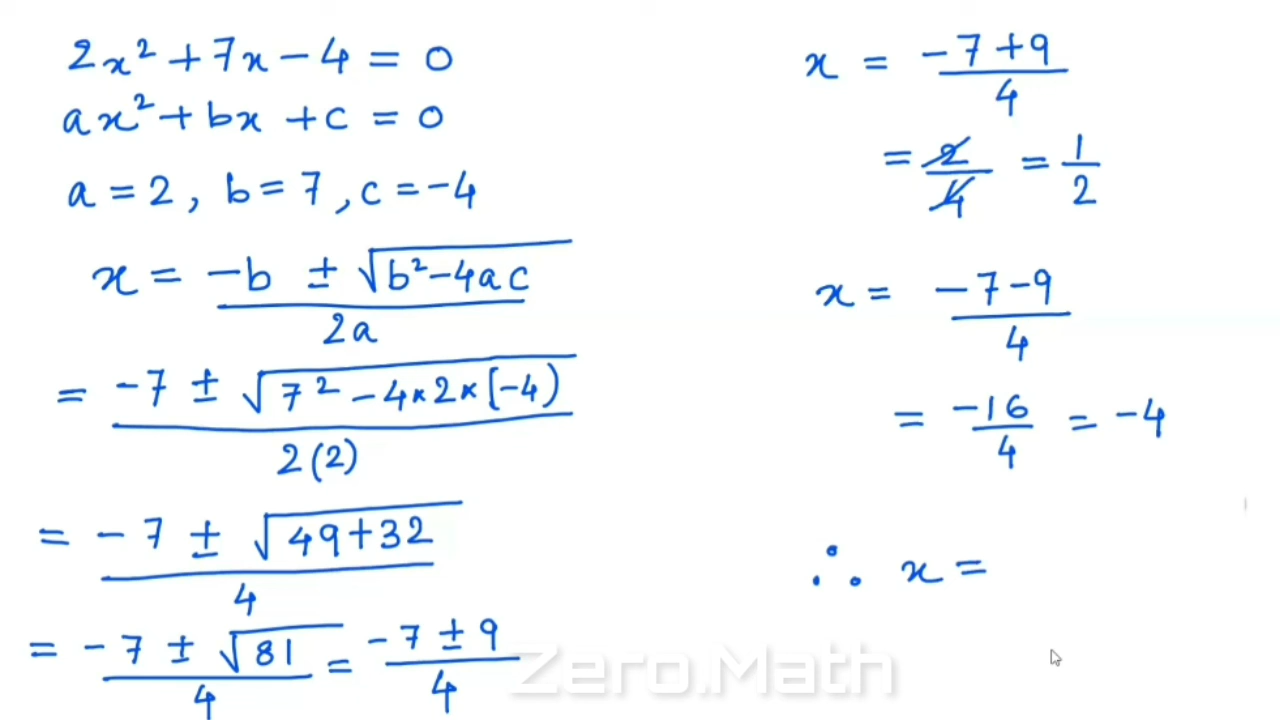 2x² + 7x - 4 = 0
ax² + bx + c = 0
a = 2, b = 7, c = -4
x = (-b ± √(b² - 4ac)) / 2a
= (-7 ± √(7² - 4×2×(-4))) / 2(2)
= (-7 ± √(49+32)) / 4
= (-7 ± √81) / 4 = (-7 ± 9) / 4
x = (-7+9) / 4
= 2/4 = 1/2
x = (-7-9) / 4
= -16/4 = -4
∴ x =
Zero.Math